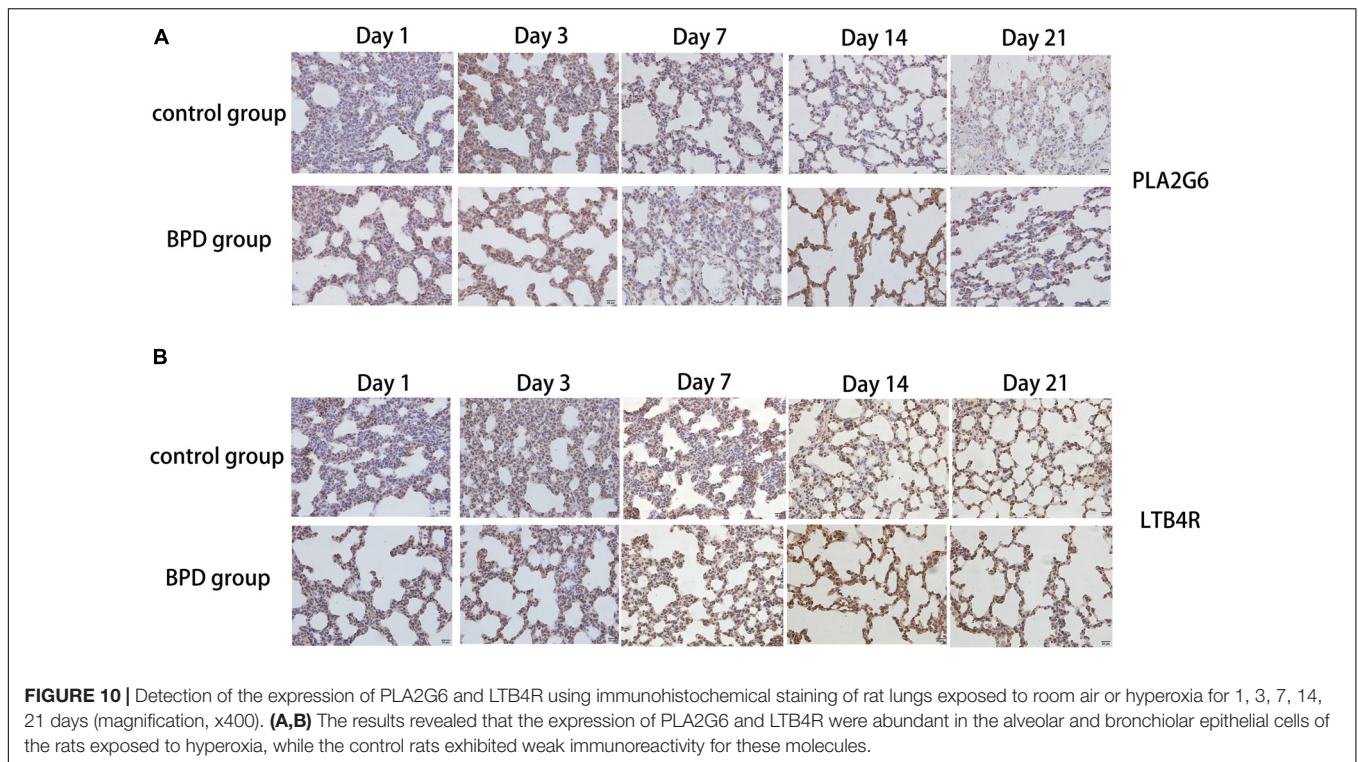 A
Day 1 Day 3 Day 7 Day 14 Day 21
control group
PLA2G6
BPD group
B
Day 1 Day 3 Day 7 Day 14 Day 21
control group
LTB4R
BPD group
FIGURE 10 | Detection of the expression of PLA2G6 and LTB4R using immunohistochemical staining of rat lungs exposed to room air or hyperoxia for 1, 3, 7, 14,
21 days (magnification, x400). (A,B) The results revealed that the expression of PLA2G6 and LTB4R were abundant in the alveolar and bronchiolar epithelial cells of
the rats exposed to hyperoxia, while the control rats exhibited weak immunoreactivity for these molecules.